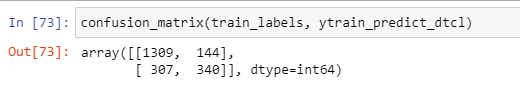 In [73]: confusion_matrix(train_labels, ytrain_predict_dtcl)
Out[73]: array([[1309, 144],
[ 307, 340]], dtype=int64)